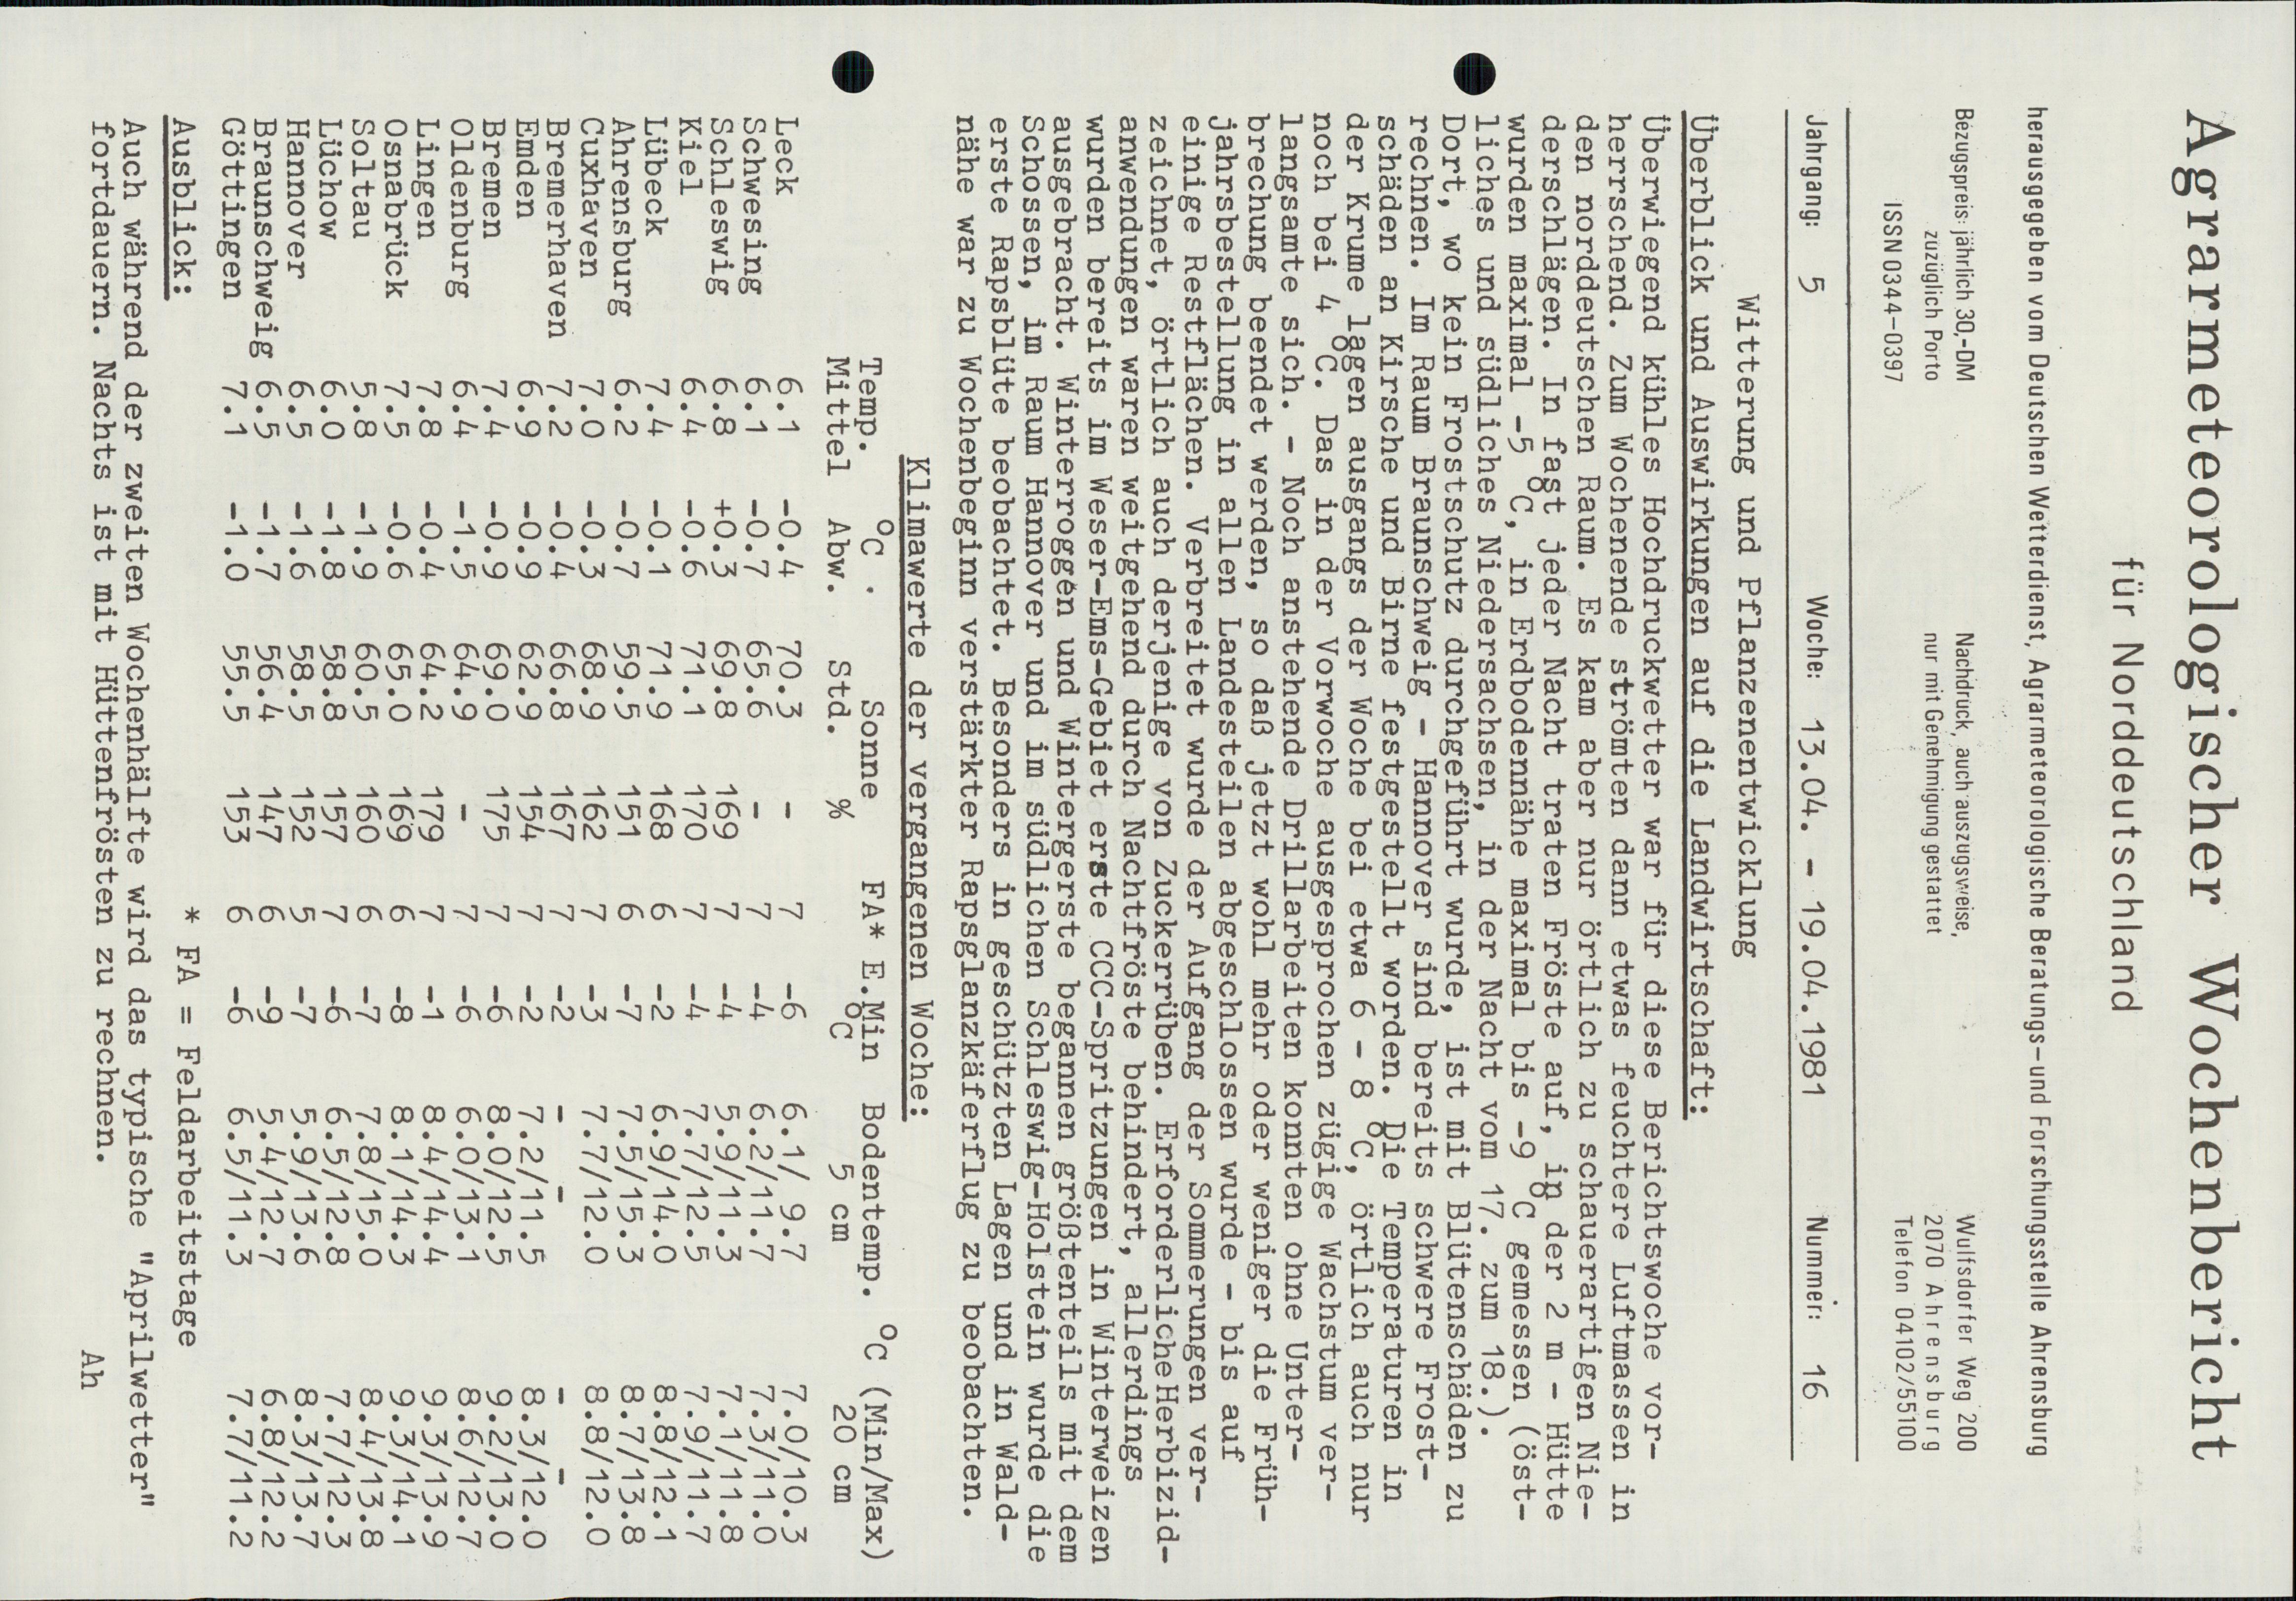 Agrarmeteorologischer Wochenbericht
für Norddeutschland
herausgegeben vom Deutschen Wetterdienst, Agrarmeteorologische Beratungs-und Forschungsstelle Ahrensburg
Bezugspreis: jährlich 30,-DM Nachdruck, auch auszugsweise, Wulfsdorfer Weg 200
zuzüglich Porto nur mit Genehmigung gestattet 2070 Ahrensburg
ISSN 0344-0397 Telefon 04102/55100
Jahrgang: 5 Woche: 13.04. - 19.04.1981 Nummer: 16
Witterung und Pflanzenentwicklung
Überblick und Auswirkungen auf die Landwirtschaft:
Überwiegend kühles Hochdruckwetter war für diese Berichtswoche vor-
herrschend. Zum Wochenende strömten dann etwas feuchtere Luftmassen in
den norddeutschen Raum. Es kam aber nur örtlich zu schauerartigen Nie-
derschlägen. In fast jeder Nacht traten Fröste auf, in der 2 m - Hütte
wurden maximal -5 °C, in Erdbodennähe maximal bis -9 °C gemessen (öst-
liches und südliches Niedersachsen, in der Nacht vom 17. zum 18.).
Dort, wo kein Frostschutz durchgeführt wurde, ist mit Blütenschäden zu
rechnen. Im Raum Braunschweig - Hannover sind bereits schwere Frost-
schäden an Kirsche und Birne festgestellt worden. Die Temperaturen in
der Krume lagen ausgangs der Woche bei etwa 6 - 8 °C, örtlich auch nur
noch bei 4 °C. Das in der Vorwoche ausgesprochen zügige Wachstum ver-
langsamte sich. - Noch anstehende Drillarbeiten konnten ohne Unter-
brechung beendet werden, so daß jetzt wohl mehr oder weniger die Früh-
jahrsbestellung in allen Landesteilen abgeschlossen wurde - bis auf
einige Restflächen. Verbreitet wurde der Aufgang der Sommerungen ver-
zeichnet, örtlich auch derjenige von Zuckerrüben. Erforderliche Herbizid-
anwendungen waren weitgehend durch Nachtfröste behindert, allerdings
wurden bereits im Weser-Ems-Gebiet erste CCC-Spritzungen in Winterweizen
ausgebracht. Winterroggen und Wintergerste begannen größtenteils mit dem
Schossen, im Raum Hannover und im südlichen Schleswig-Holstein wurde die
erste Rapsblüte beobachtet. Besonders in geschützten Lagen und in Wald-
nähe war zu Wochenbeginn verstärkter Rapsglanzkäferflug zu beobachten.
Klimawerte der vergangenen Woche:
Temp. °C . Sonne FA* E.Min Bodentemp. °C (Min/Max)
Mittel Abw. Std. % °C 5 cm 20 cm
Leck 6.1 -0.4 70.3 - 7 -6 6.1/ 9.7 7.0/10.3
Schwesing 6.1 -0.7 65.6 - 7 -4 6.2/11.7 7.3/11.0
Schleswig 6.8 +0.3 69.8 169 7 -4 5.9/11.3 7.1/11.8
Kiel 6.4 -0.6 71.1 170 7 -4 7.7/12.5 7.9/11.7
Lübeck 7.4 -0.1 71.9 168 6 -2 6.9/14.0 8.8/12.1
Ahrensburg 6.2 -0.7 59.5 151 6 -7 7.5/15.3 8.7/13.8
Cuxhaven 7.0 -0.3 68.9 162 7 -3 7.7/12.0 8.8/12.0
Bremerhaven 7.2 -0.4 66.8 167 7 -2 - - - -
Emden 6.9 -0.9 62.9 154 7 -2 7.2/11.5 8.3/12.0
Bremen 7.4 -0.9 69.0 175 7 -6 8.0/12.5 9.2/13.0
Oldenburg 6.4 -1.5 64.9 - 7 -6 6.0/13.1 8.6/12.7
Lingen 7.8 -0.4 64.2 179 7 -1 8.4/14.4 9.3/13.9
Osnabrück 7.5 -0.6 65.0 169 6 -8 8.1/14.3 9.3/14.1
Soltau 5.8 -1.9 60.5 160 6 -7 7.8/15.0 8.4/13.8
Lüchow 6.0 -1.8 58.8 157 7 -6 6.5/12.8 7.7/12.3
Hannover 6.5 -1.6 58.5 152 5 -7 5.9/13.6 8.3/13.7
Braunschweig 6.5 -1.7 56.4 147 6 -9 5.4/12.7 6.8/12.2
Göttingen 7.1 -1.0 55.5 153 6 -6 6.5/11.3 7.7/11.2
Ausblick: * FA = Feldarbeitstage
Auch während der zweiten Wochenhälfte wird das typische "Aprilwetter"
fortdauern. Nachts ist mit Hüttenfrösten zu rechnen.
Ah